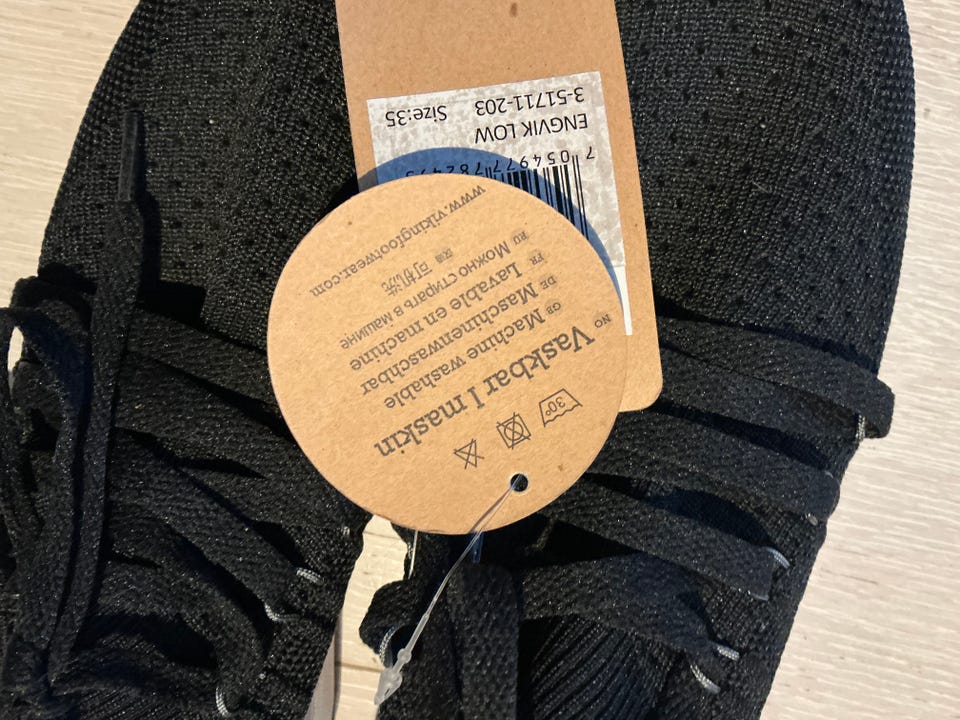 30°
NO Vaskbar I maskin
GB Machine washable
DE Maschinenwaschbar
FR Lavable en machine
RU Можно стирать в машине
可机洗
www.vikingfootwear.com
ENGVIK LOW
3-51711-203 Size:35